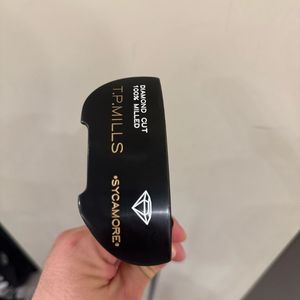 DIAMOND CUT
100% MILLED
T.P.MILLS
*SYCAMORE*